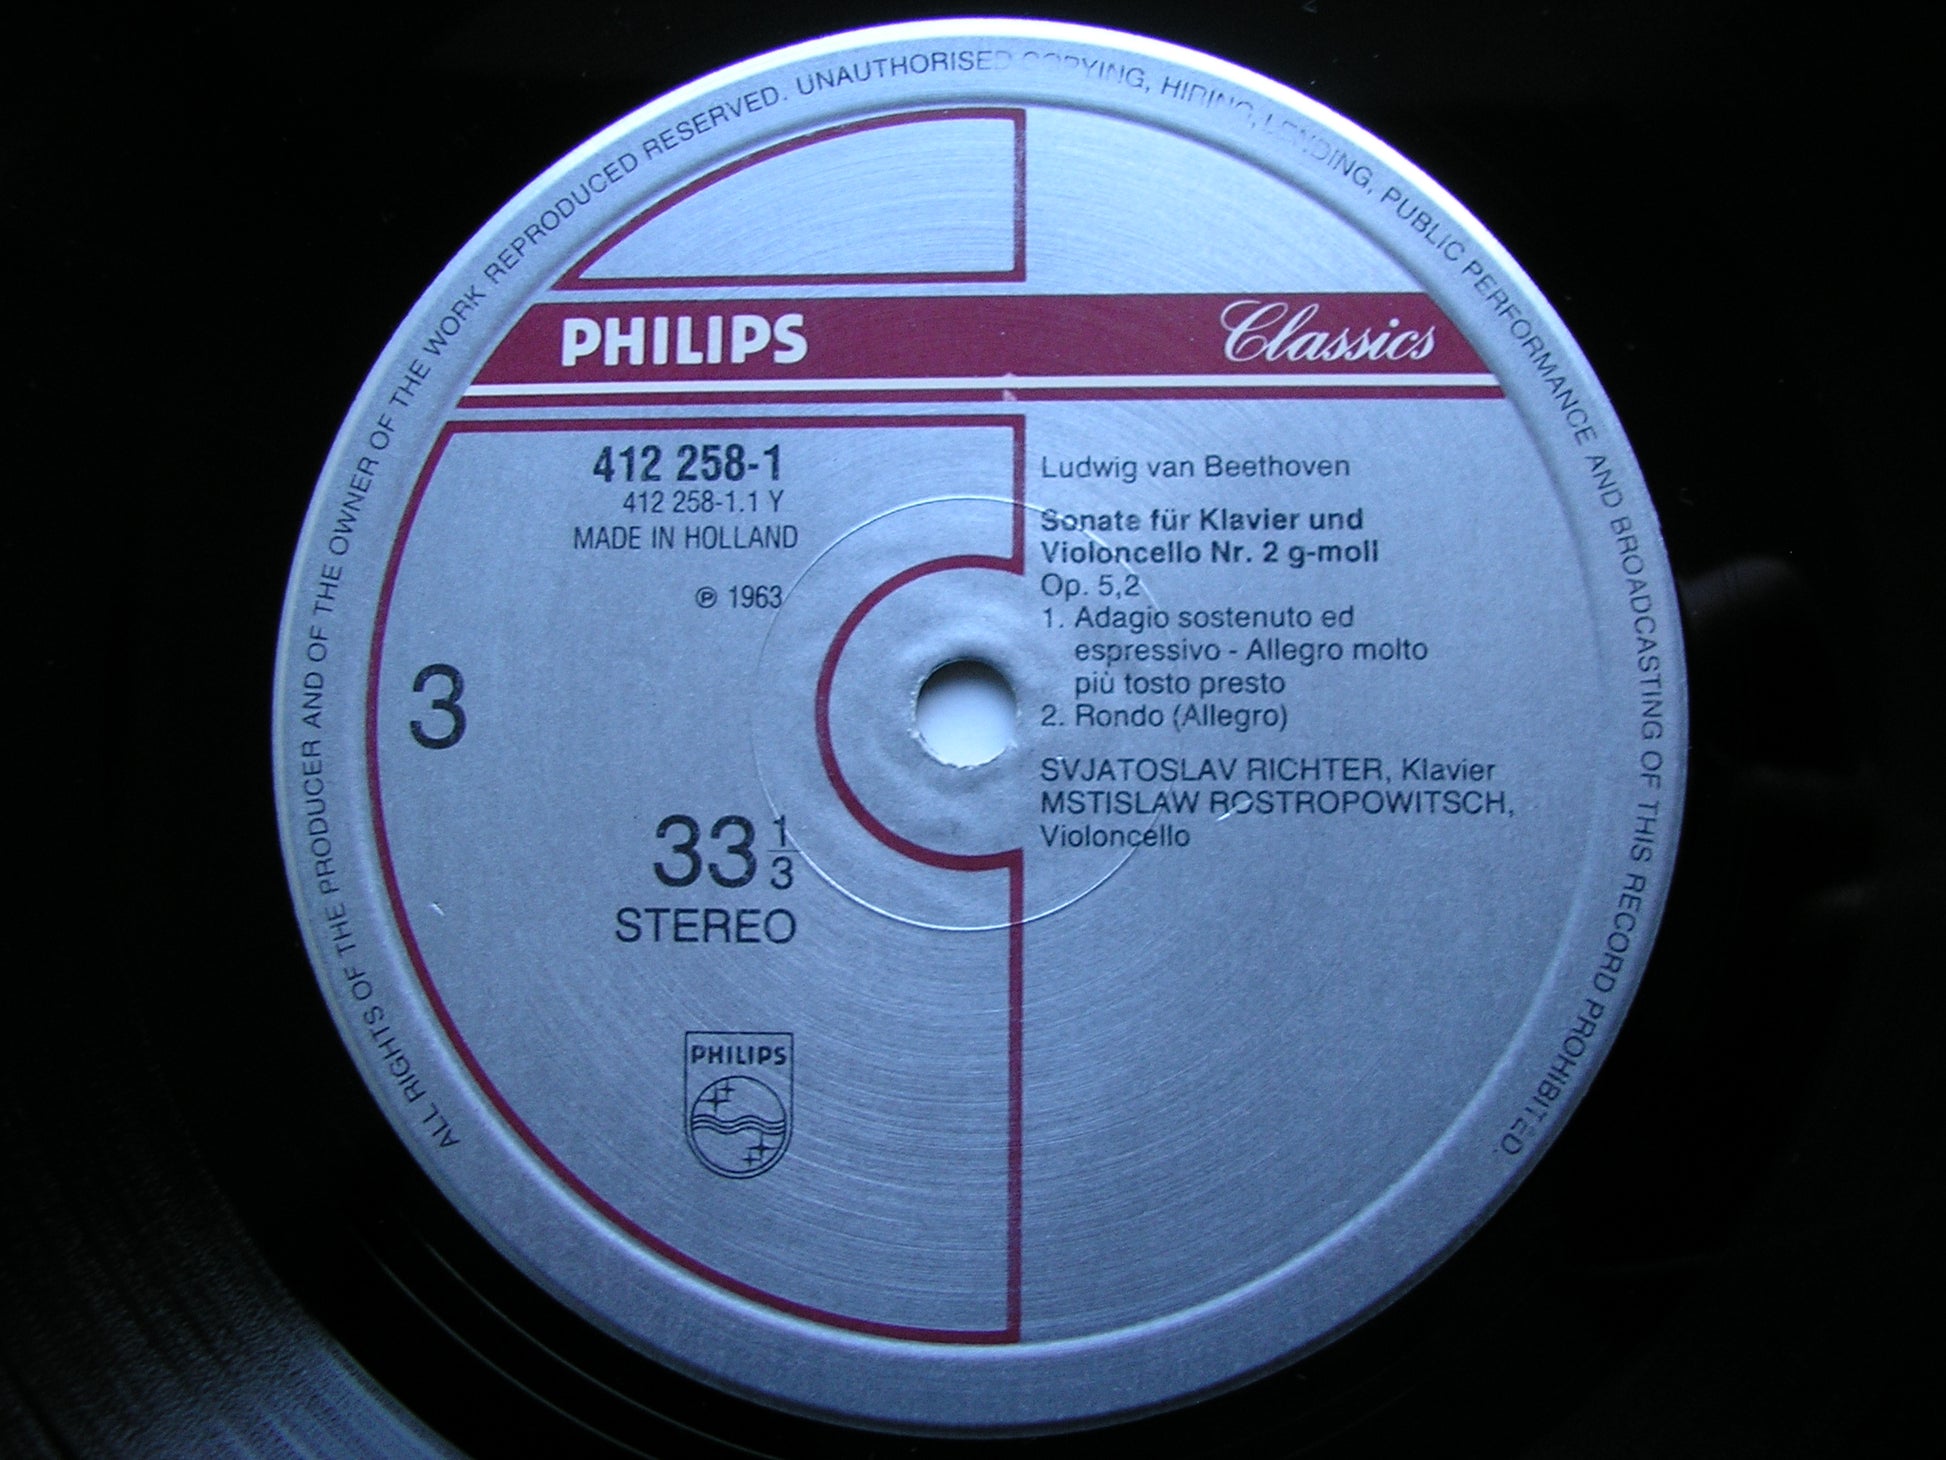 ALL RIGHTS OF THE PRODUCER AND OF THE OWNER OF THE WORK REPRODUCED RESERVED. UNAUTHORISED COPYING, HIRING, LENDING, PUBLIC PERFORMANCE AND BROADCASTING OF THIS RECORD PROHIBITED.
PHILIPS Classics
412 258-1
412 258-1.1 Y
MADE IN HOLLAND
℗ 1963
3
33 1/3
STEREO
PHILIPS
Ludwig van Beethoven
Sonate für Klavier und
Violoncello Nr. 2 g-moll
Op. 5,2
1. Adagio sostenuto ed
espressivo - Allegro molto
più tosto presto
2. Rondo (Allegro)
SVJATOSLAV RICHTER, Klavier
MSTISLAW ROSTROPOWITSCH,
Violoncello